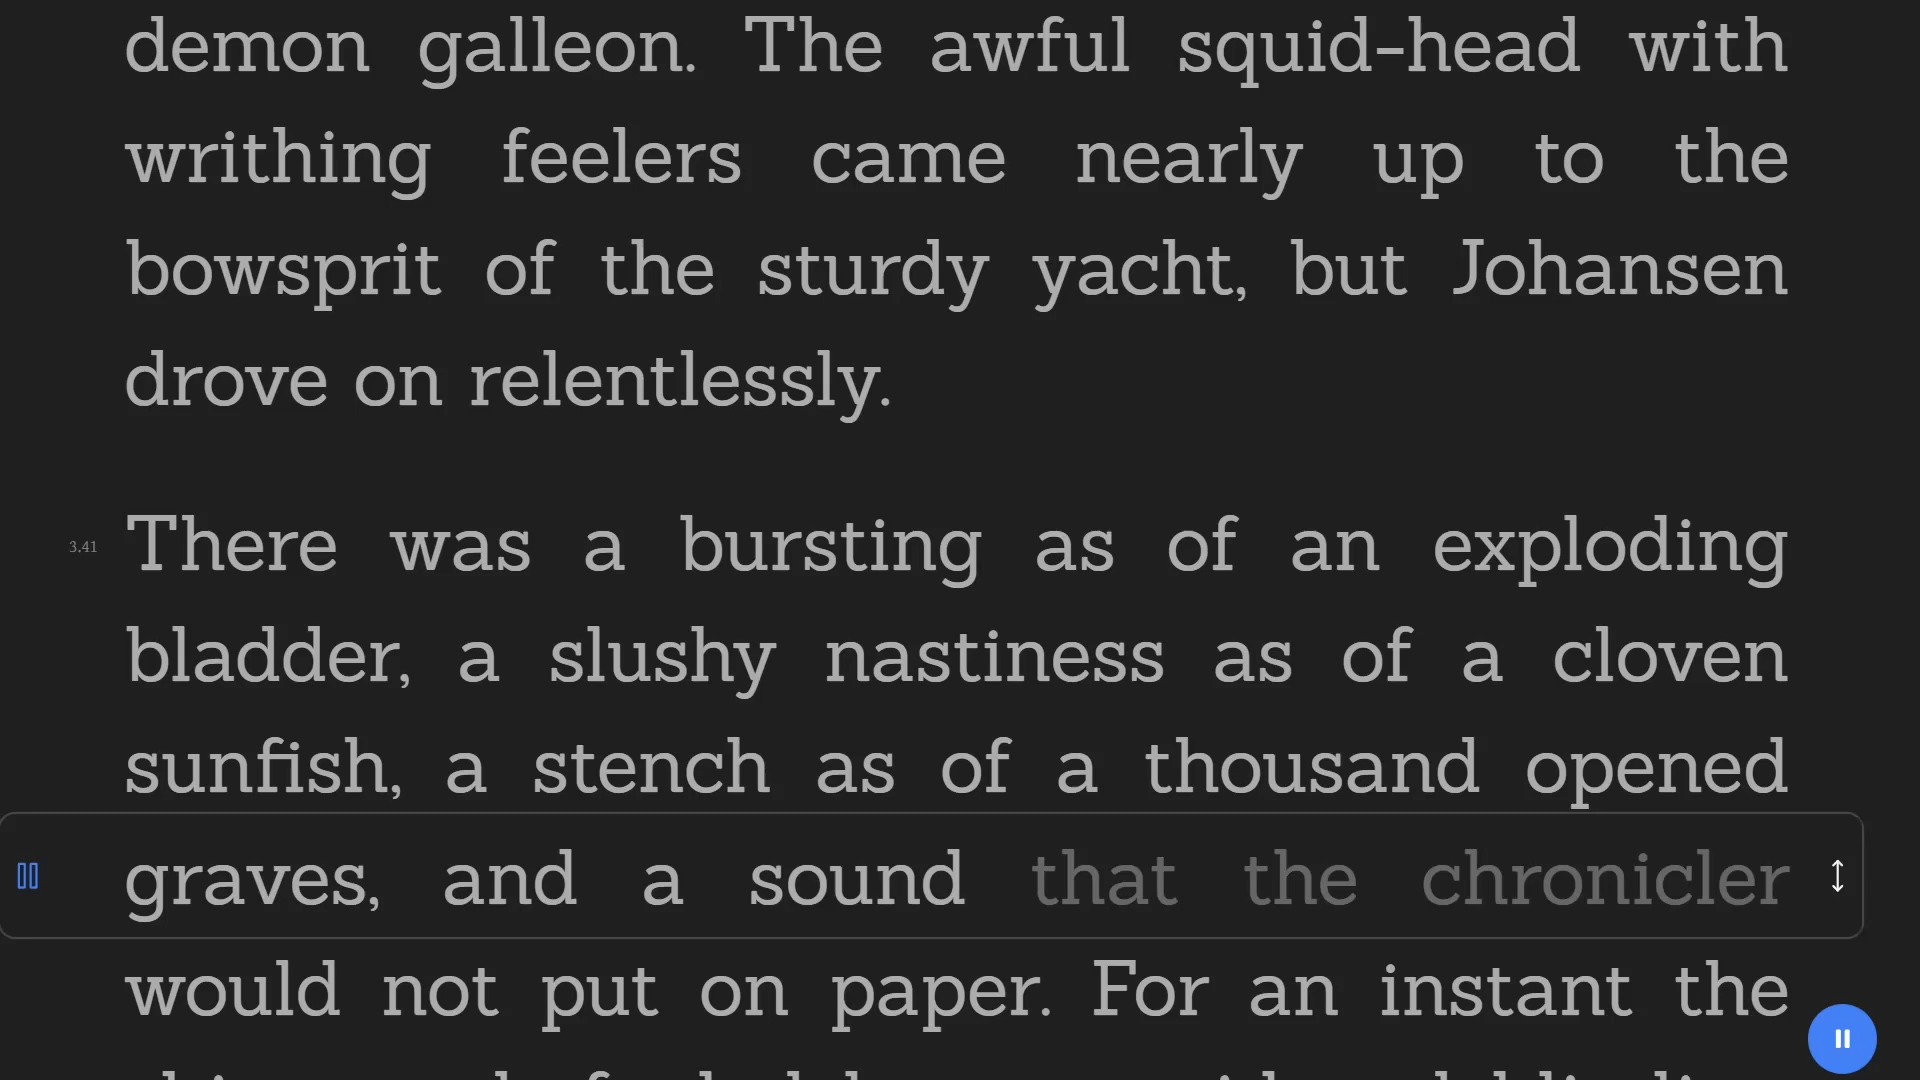 demon galleon. The awful squid-head with
writhing feelers came nearly up to the
bowsprit of the sturdy yacht, but Johansen
drove on relentlessly.
3.41
There was a bursting as of an exploding
bladder, a slushy nastiness as of a cloven
sunfish, a stench as of a thousand opened
graves, and a sound that the chronicler
would not put on paper. For an instant the